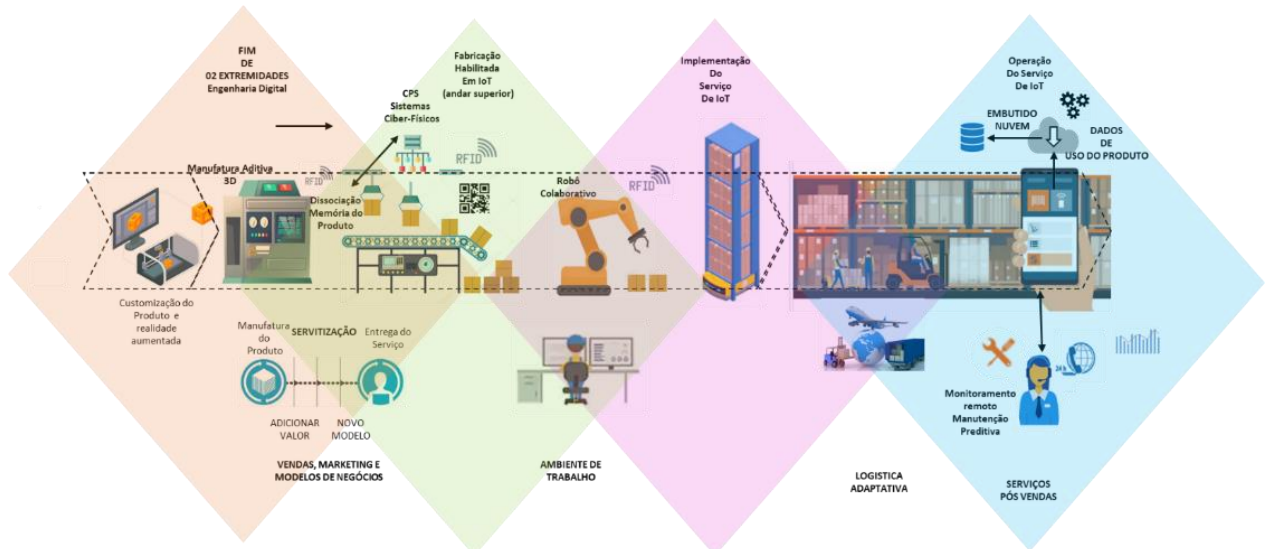 FIM
DE
02 EXTREMIDADES
Engenharia Digital
Fabricação
Habilitada
Em IoT
(andar superior)
Implementação
Do
Serviço
De IoT
Operação
Do Serviço
De IoT
CPS
Sistemas
Ciber-Físicos
EMBUTIDO
NUVEM
DADOS
DE
USO DO PRODUTO
Manufatura Aditiva
3D
RFID
RFID
Dissociação
Memória do
Produto
Robô
Colaborativo
RFID
Customização do
Produto e
realidade
aumentada
Manufatura
do
Produto
SERVITIZAÇÃO
Entrega do
Serviço
ADICIONAR
VALOR
NOVO
MODELO
24 h
Monitoramento
remoto
Manutenção
Preditiva
VENDAS, MARKETING E
MODELOS DE NEGÓCIOS
AMBIENTE DE
TRABALHO
LOGISTICA
ADAPTATIVA
SERVIÇOS
PÓS VENDAS